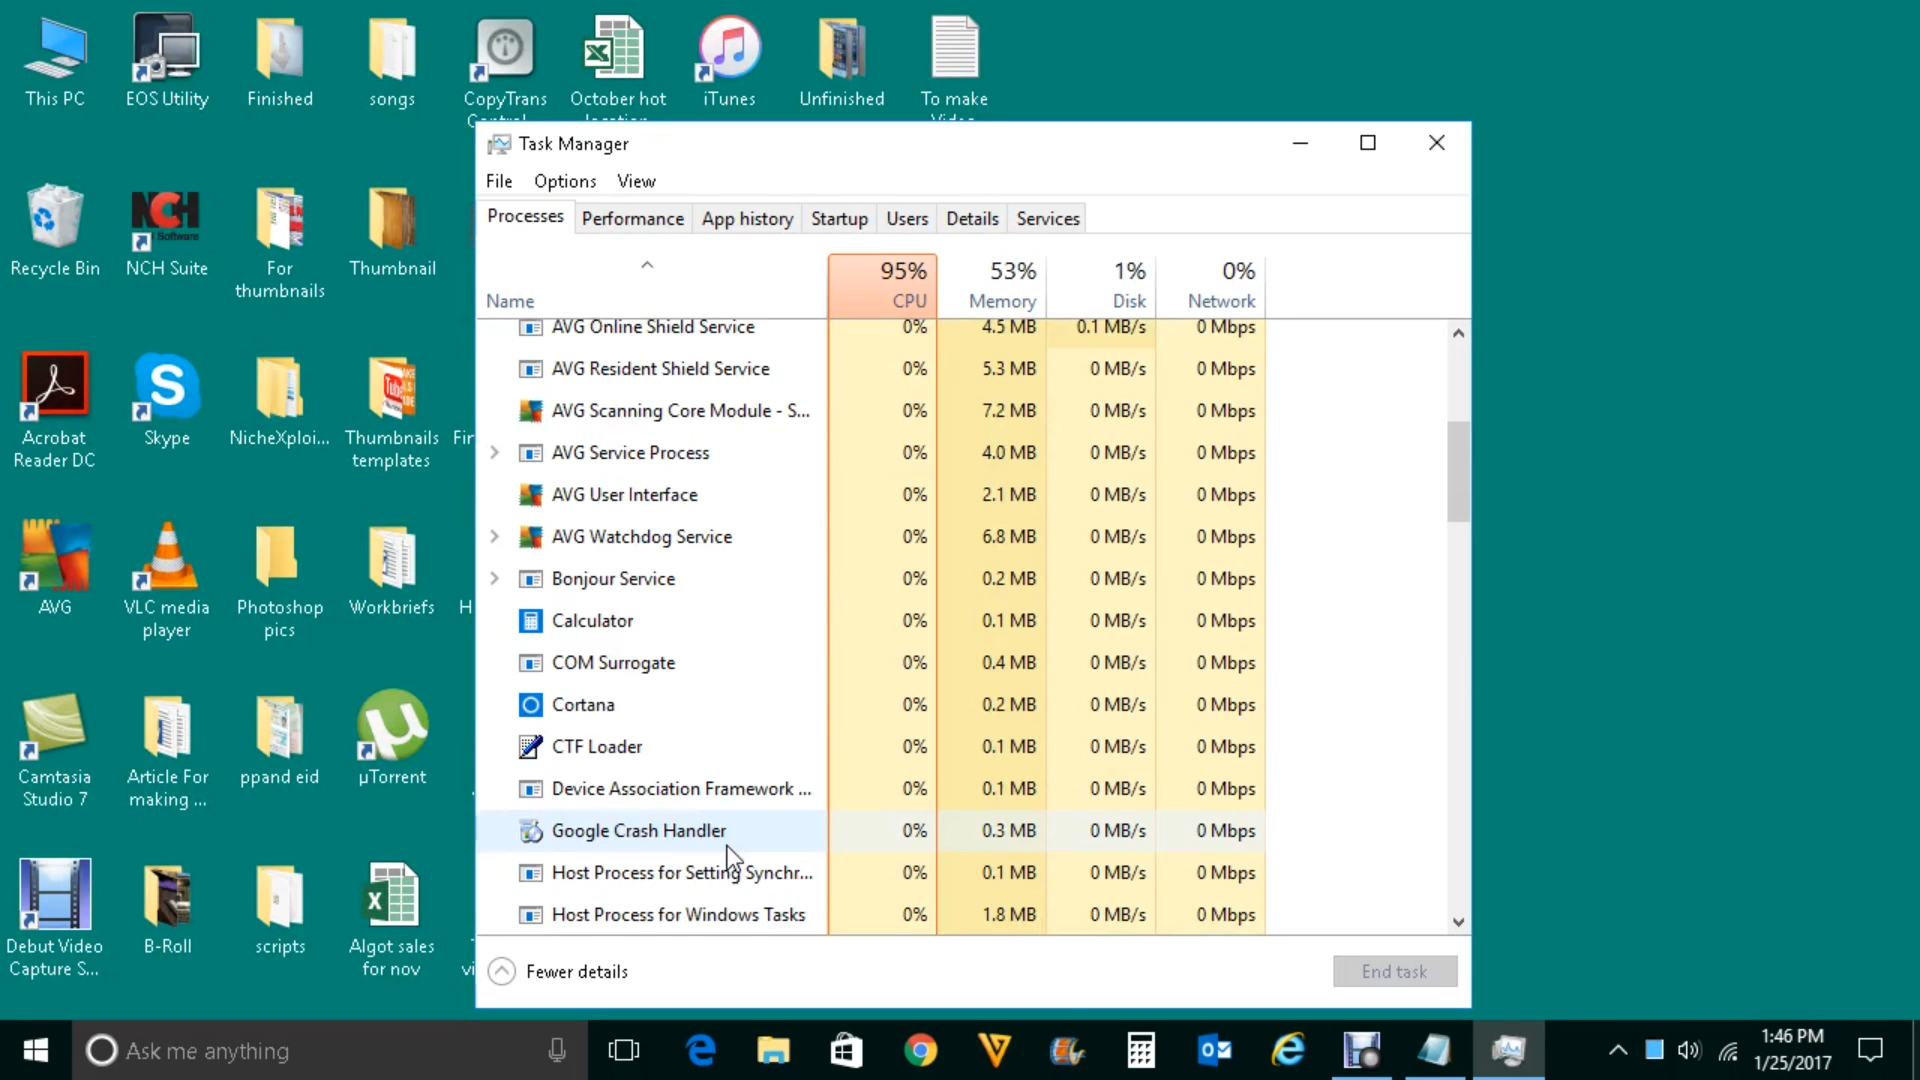 This PC
EOS Utility
Finished
songs
CopyTrans
October hot
iTunes
Unfinished
To make
Recycle Bin
NCH
Software
NCH Suite
For
thumbnails
Thumbnail
Acrobat
Reader DC
Skype
NicheXploi...
Thumbnails
templates
AVG
VLC media
player
Photoshop
pics
Workbriefs
H
Camtasia
Studio 7
Article For
making ...
ppand eid
µTorrent
Debut Video
Capture S...
B-Roll
scripts
Algot sales
for nov
Task Manager
File Options View
Processes Performance App history Startup Users Details Services
95% 53% 1% 0%
Name CPU Memory Disk Network
AVG Online Shield Service 0% 4.5 MB 0.1 MB/s 0 Mbps
AVG Resident Shield Service 0% 5.3 MB 0 MB/s 0 Mbps
AVG Scanning Core Module - S... 0% 7.2 MB 0 MB/s 0 Mbps
AVG Service Process 0% 4.0 MB 0 MB/s 0 Mbps
AVG User Interface 0% 2.1 MB 0 MB/s 0 Mbps
AVG Watchdog Service 0% 6.8 MB 0 MB/s 0 Mbps
Bonjour Service 0% 0.2 MB 0 MB/s 0 Mbps
Calculator 0% 0.1 MB 0 MB/s 0 Mbps
COM Surrogate 0% 0.4 MB 0 MB/s 0 Mbps
Cortana 0% 0.2 MB 0 MB/s 0 Mbps
CTF Loader 0% 0.1 MB 0 MB/s 0 Mbps
Device Association Framework ... 0% 0.1 MB 0 MB/s 0 Mbps
Google Crash Handler 0% 0.3 MB 0 MB/s 0 Mbps
Host Process for Setting Synchr... 0% 0.1 MB 0 MB/s 0 Mbps
Host Process for Windows Tasks 0% 1.8 MB 0 MB/s 0 Mbps
Fewer details End task
Ask me anything
1:46 PM
1/25/2017